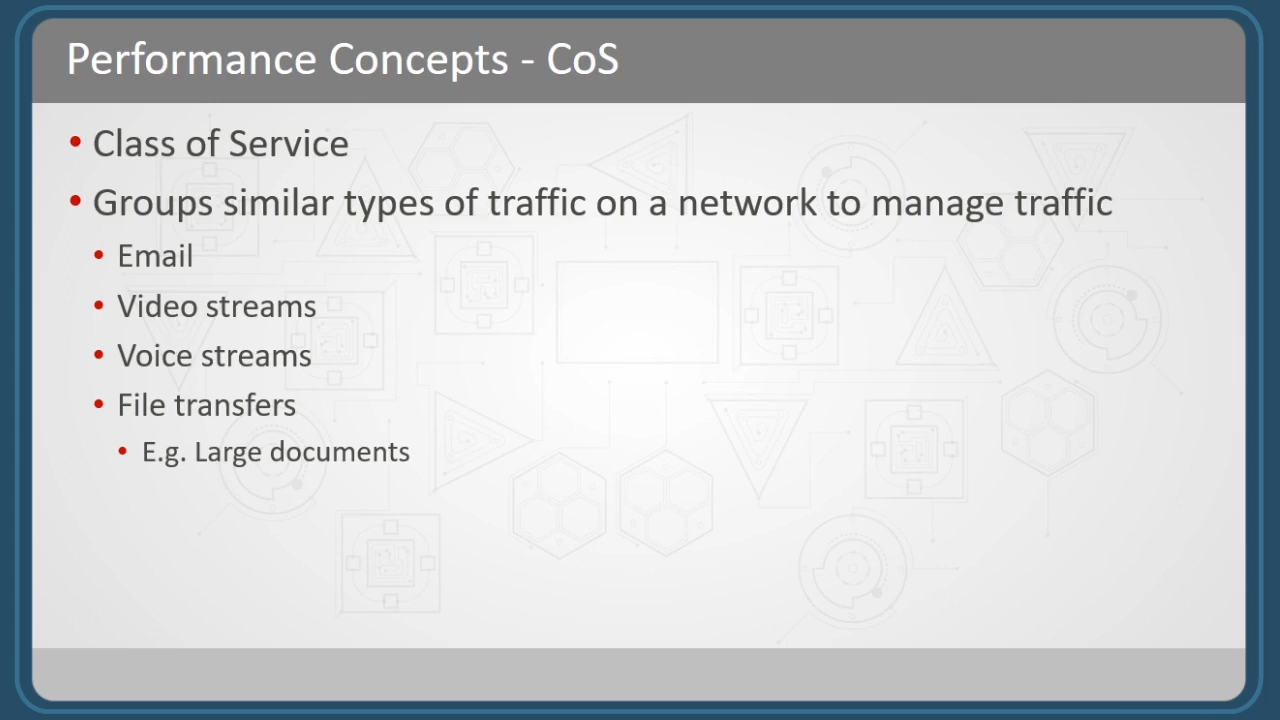 Performance Concepts - CoS
• Class of Service
• Groups similar types of traffic on a network to manage traffic
• Email
• Video streams
• Voice streams
• File transfers
• E.g. Large documents